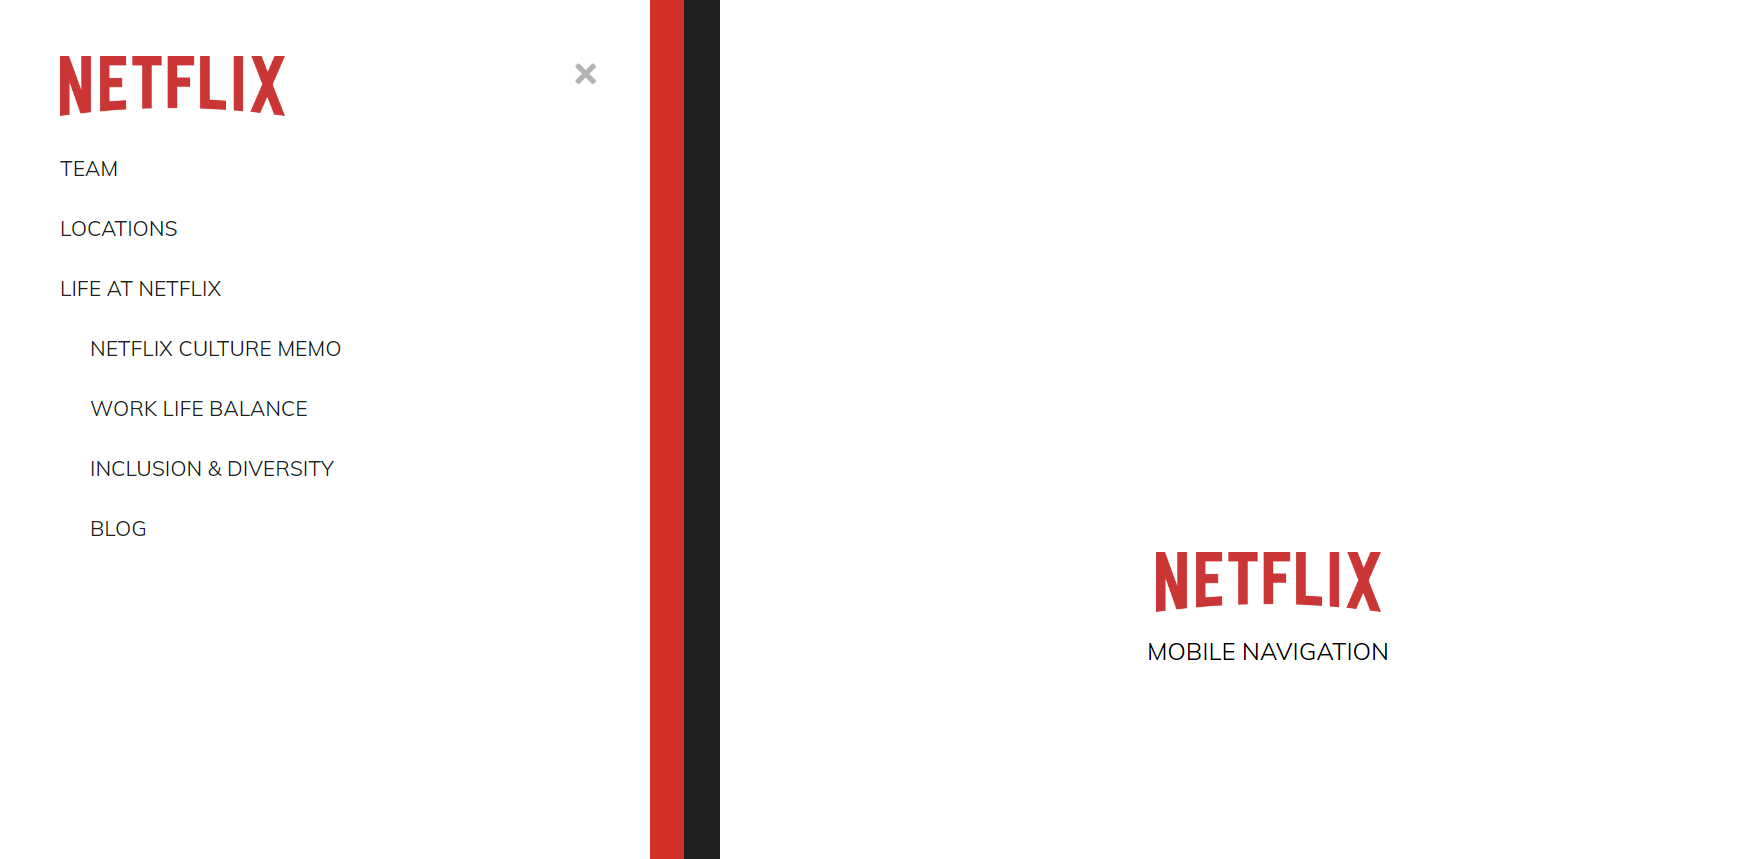 NETFLIX
TEAM
LOCATIONS
LIFE AT NETFLIX
NETFLIX CULTURE MEMO
WORK LIFE BALANCE
INCLUSION & DIVERSITY
BLOG
NETFLIX
MOBILE NAVIGATION